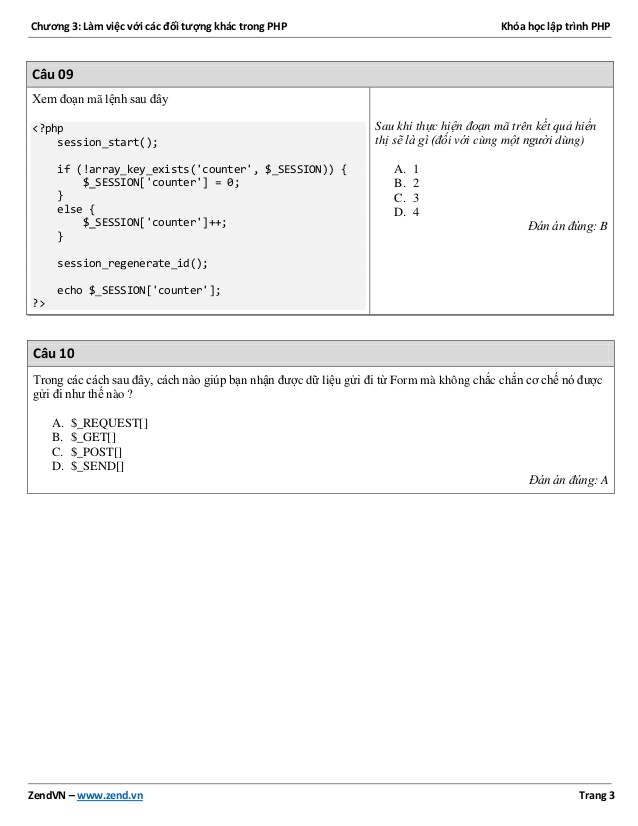 Chương 3: Làm việc với các đối tượng khác trong PHP Khóa học lập trình PHP
Câu 09
Xem đoạn mã lệnh sau đây
<?php
session_start();
if (!array_key_exists('counter', $_SESSION)) {
$_SESSION['counter'] = 0;
}
else {
$_SESSION['counter']++;
}
session_regenerate_id();
echo $_SESSION['counter'];
?>
Sau khi thực hiện đoạn mã trên kết quả hiển
thị sẽ là gì (đối với cùng một người dùng)
A. 1
B. 2
C. 3
D. 4
Đán án đúng: B
Câu 10
Trong các cách sau đây, cách nào giúp bạn nhận được dữ liệu gửi đi từ Form mà không chắc chắn cơ chế nó được
gửi đi như thế nào ?
A. $_REQUEST[]
B. $_GET[]
C. $_POST[]
D. $_SEND[]
Đán án đúng: A
ZendVN – www.zend.vn Trang 3